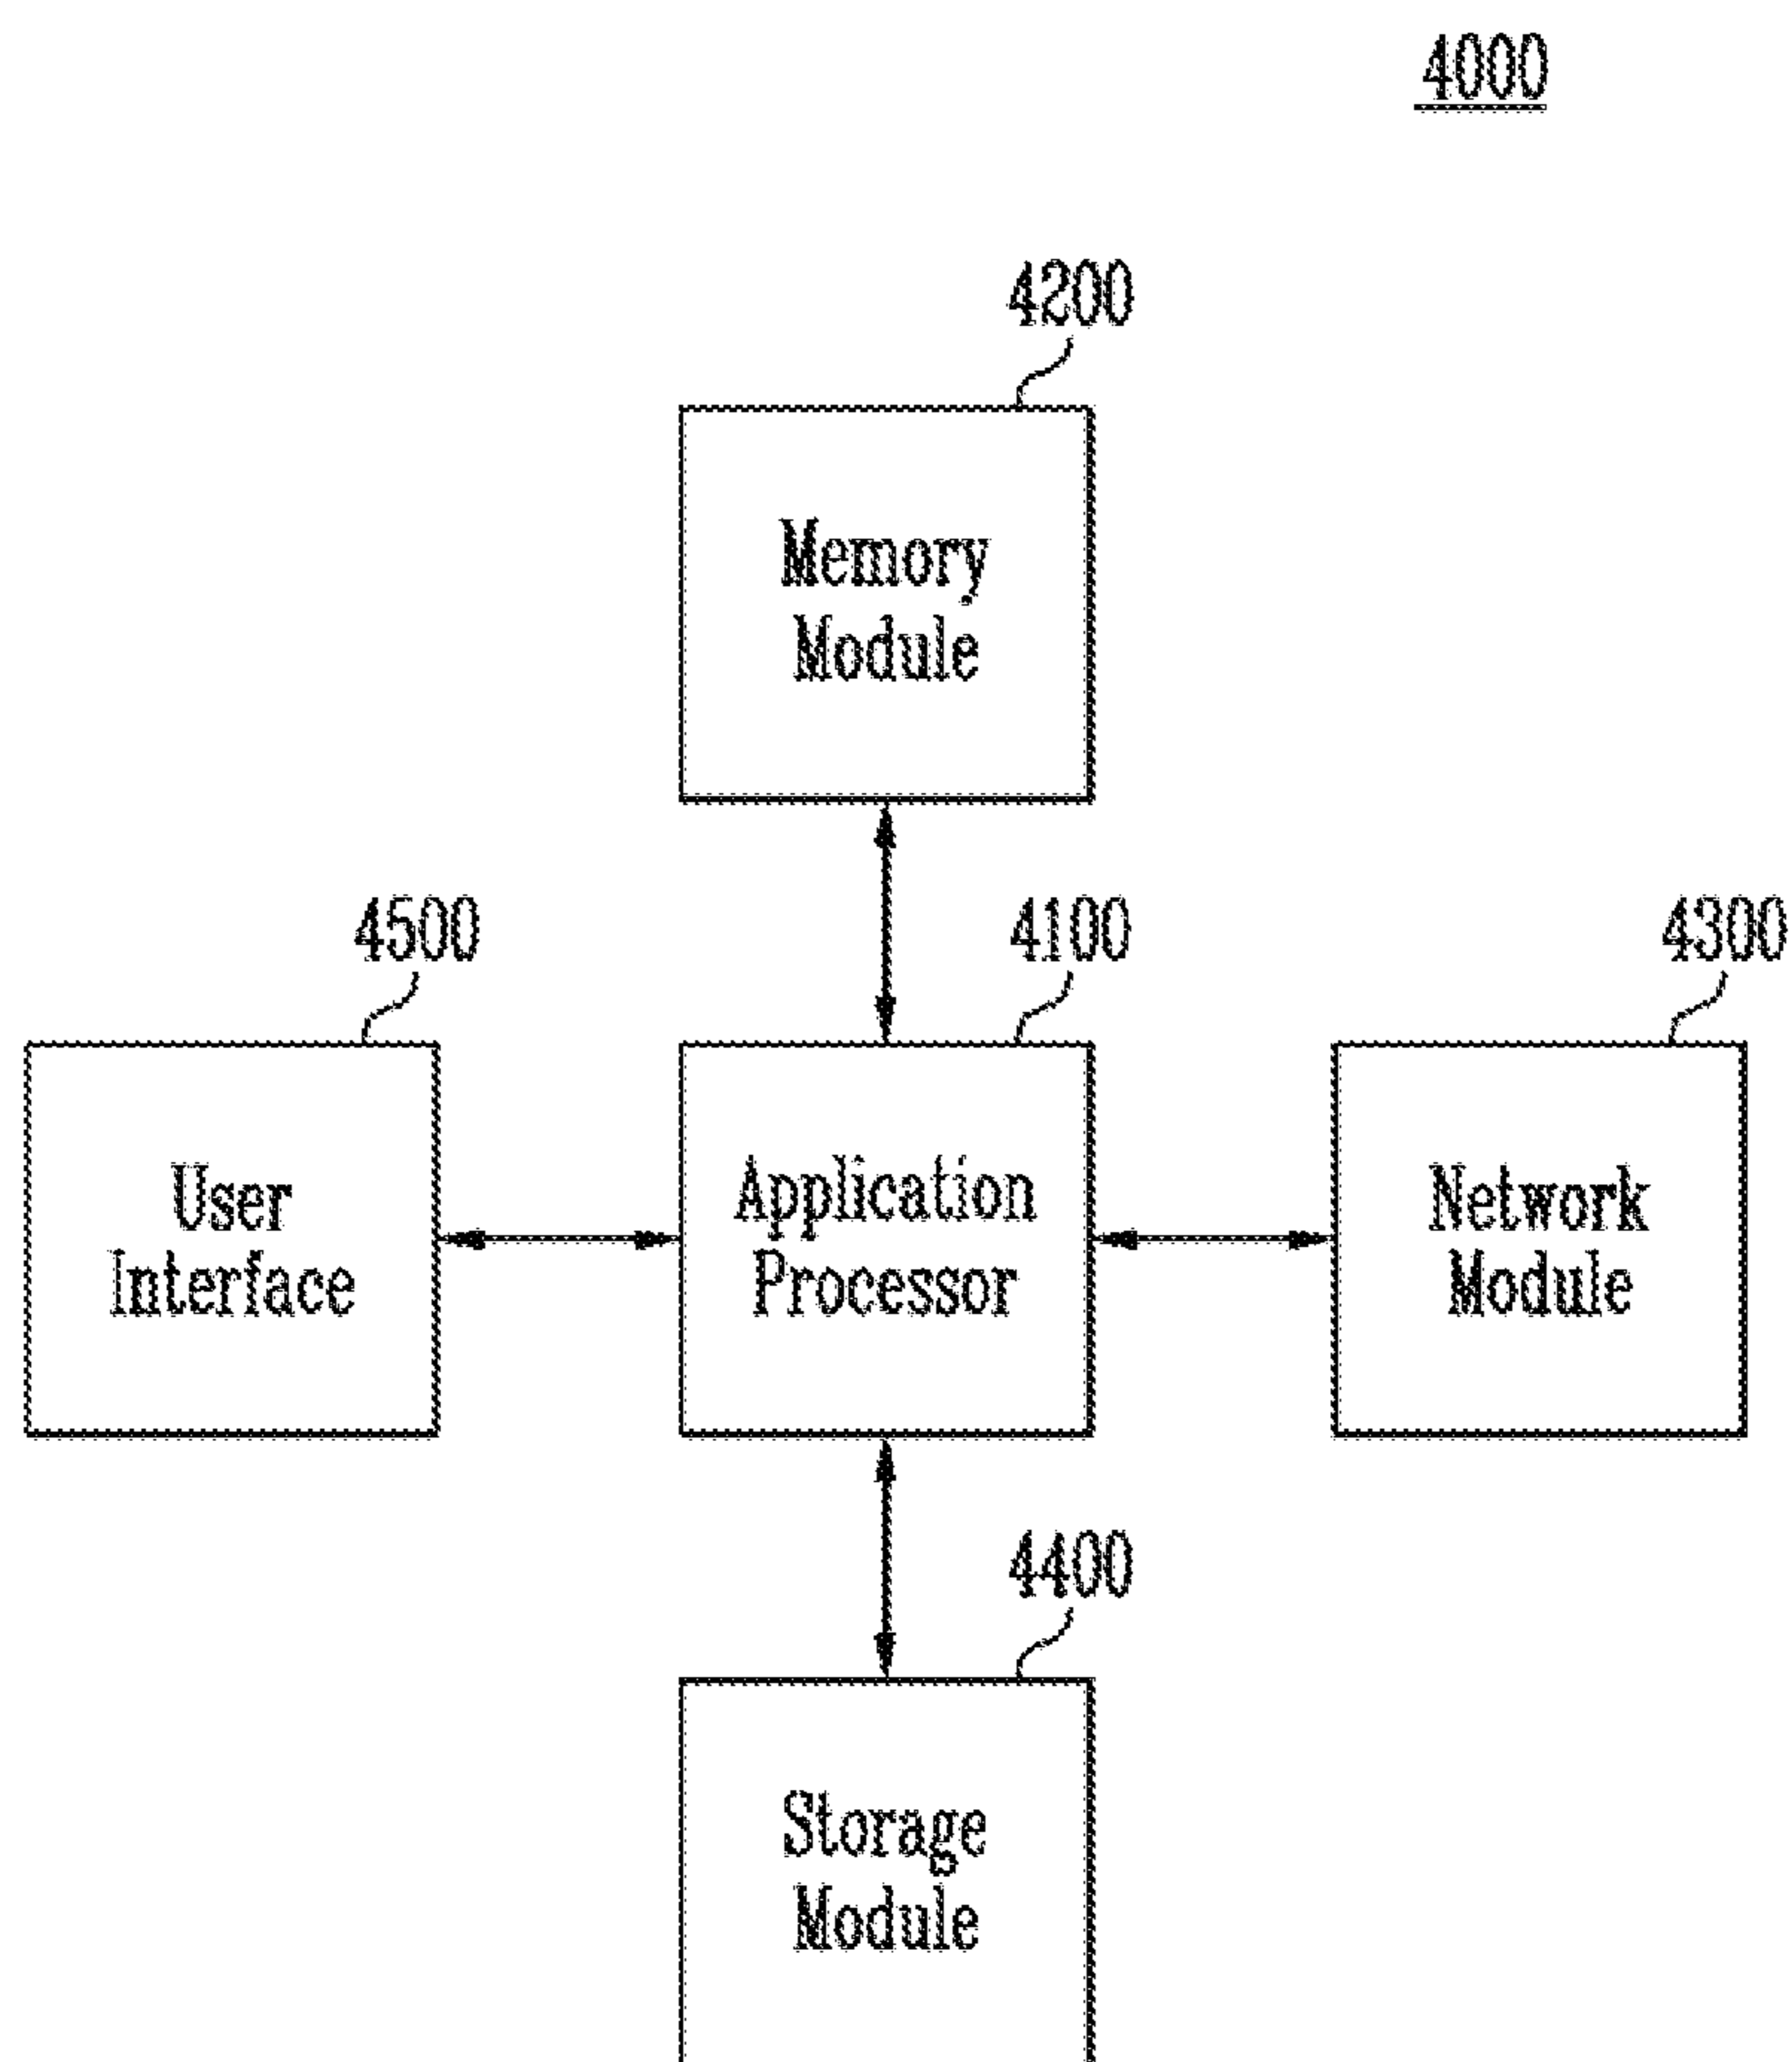 4000
4200
Memory
Module
4500
4100
4300
User
Interface
Application
Processor
Network
Module
4400
Storage
Module